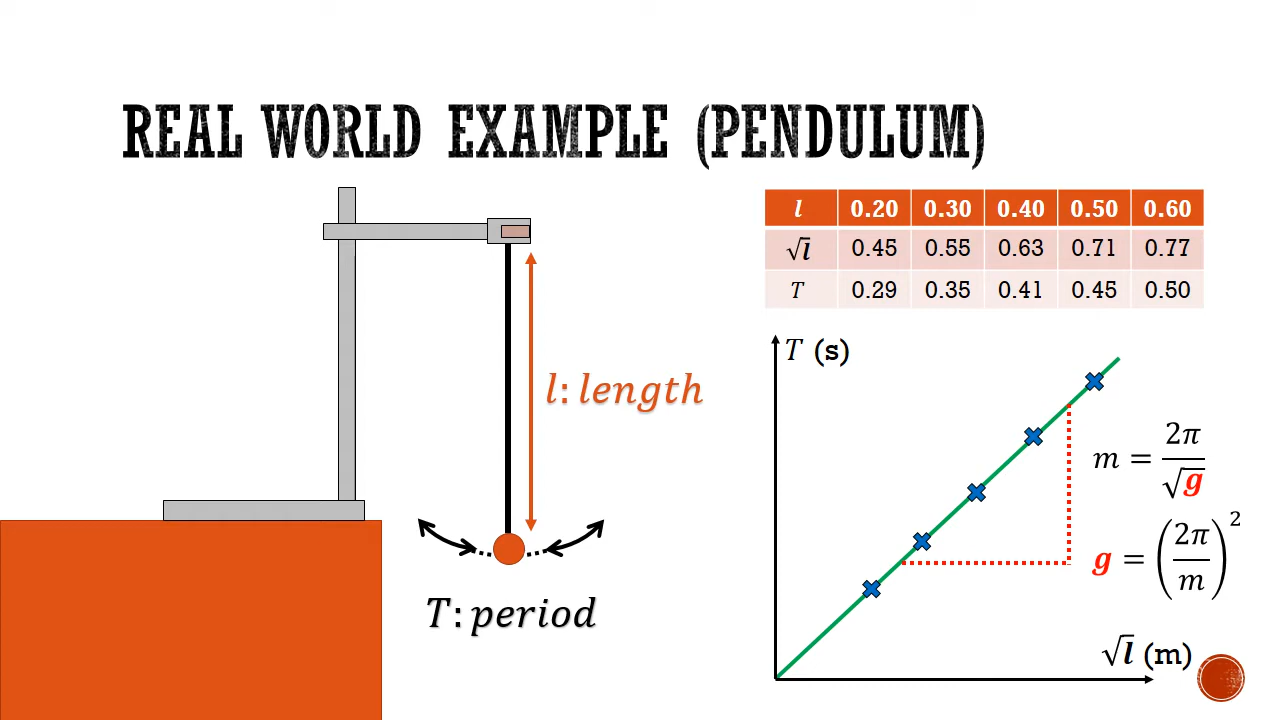 REAL WORLD EXAMPLE (PENDULUM)
l 0.20 0.30 0.40 0.50 0.60
√l 0.45 0.55 0.63 0.71 0.77
T 0.29 0.35 0.41 0.45 0.50
l: length
T: period
T (s)
m = 2π/√g
g = (2π/m)²
√l (m)